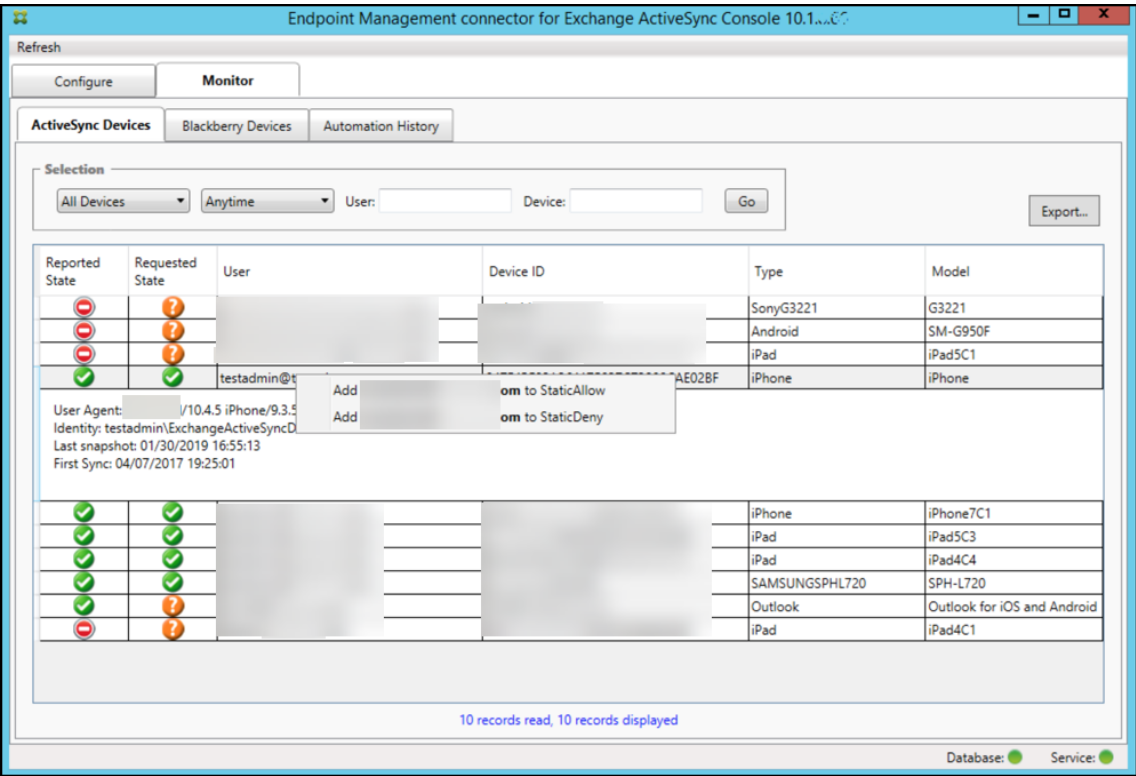 Endpoint Management connector for Exchange ActiveSync Console 10.1
Refresh
Configure Monitor
ActiveSync Devices Blackberry Devices Automation History
Selection
All Devices Anytime User: Device: Go
Export...
Reported State Requested State User Device ID Type Model
SonyG3221 G3221
Android SM-G950F
iPad iPad5C1
testadmin@ AE02BF iPhone iPhone
Add om to StaticAllow
Add om to StaticDeny
User Agent: /10.4.5 iPhone/9.3.5
Identity: testadmin\ExchangeActiveSyncD
Last snapshot: 01/30/2019 16:55:13
First Sync: 04/07/2017 19:25:01
iPhone iPhone7C1
iPad iPad5C3
iPad iPad4C4
SAMSUNGSPHL720 SPH-L720
Outlook Outlook for iOS and Android
iPad iPad4C1
10 records read, 10 records displayed
Database: Service: